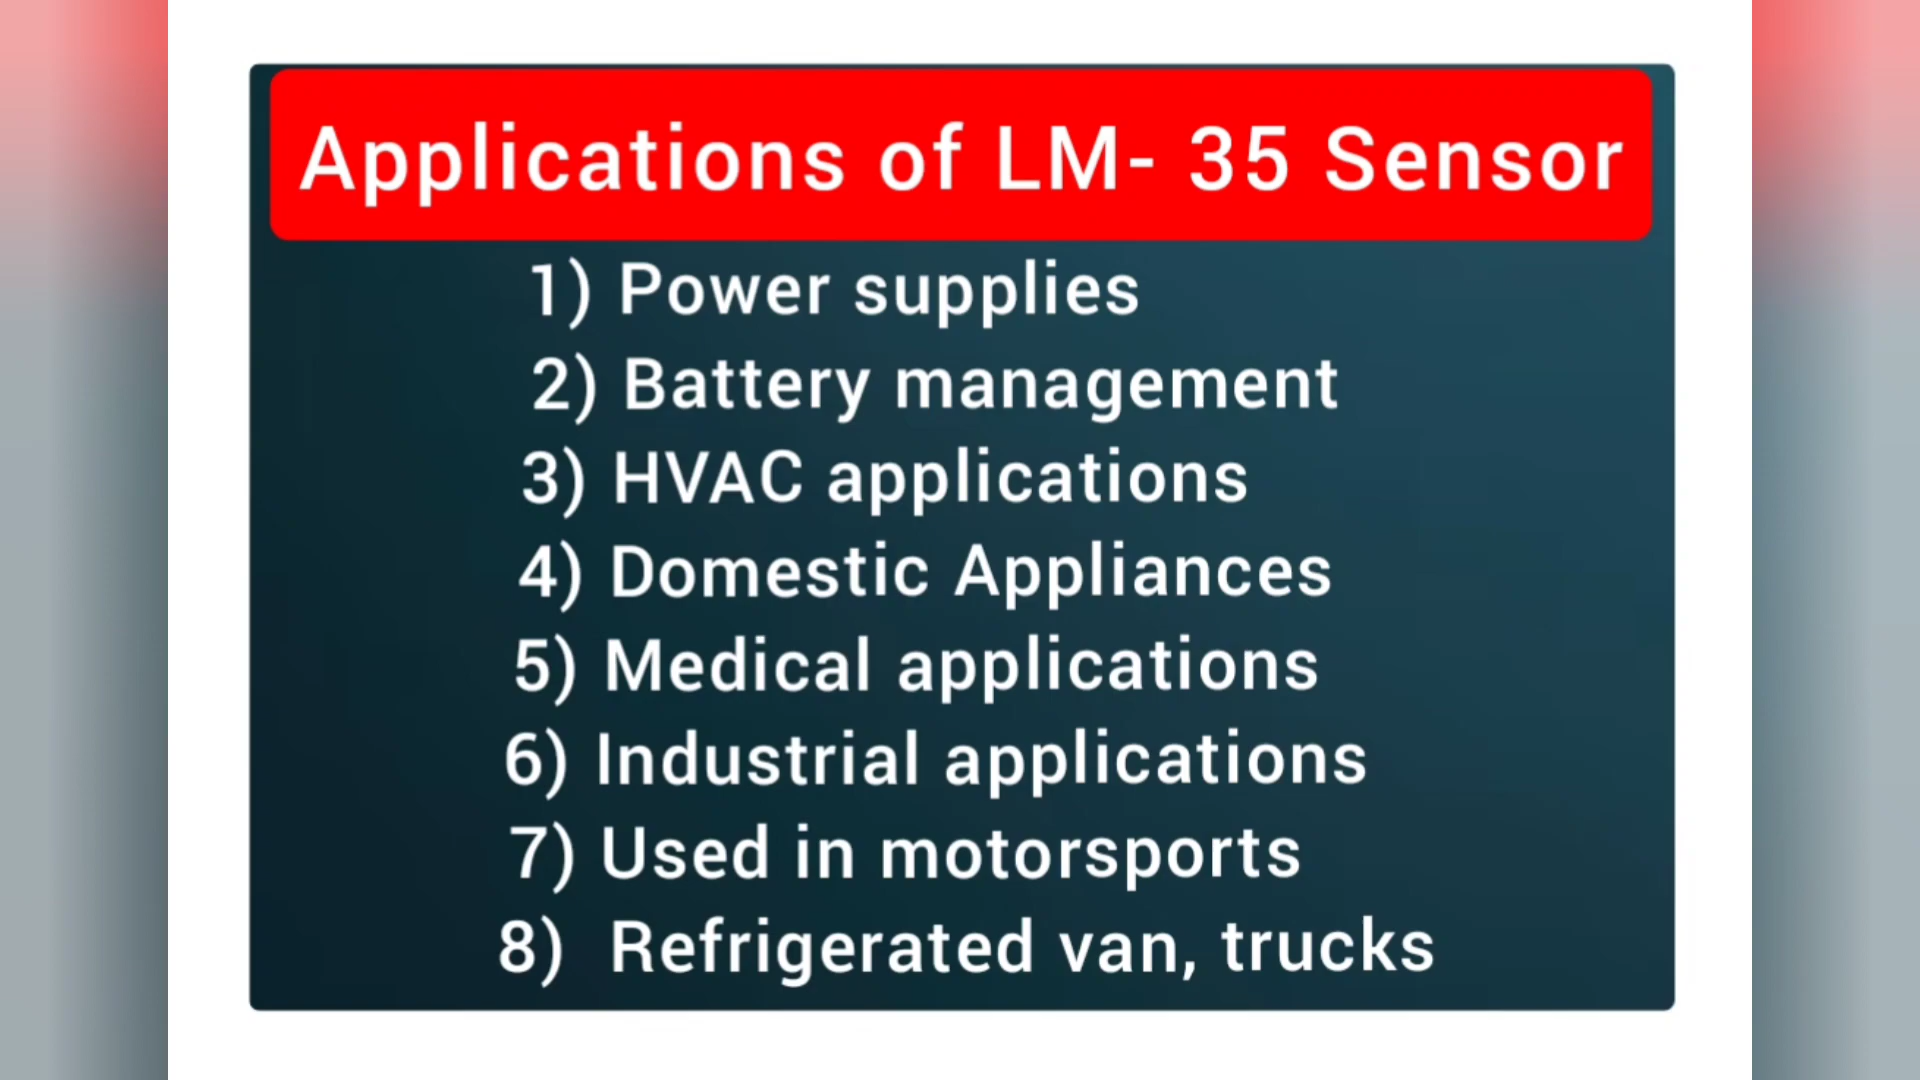 Applications of LM- 35 Sensor
1) Power supplies
2) Battery management
3) HVAC applications
4) Domestic Appliances
5) Medical applications
6) Industrial applications
7) Used in motorsports
8) Refrigerated van, trucks